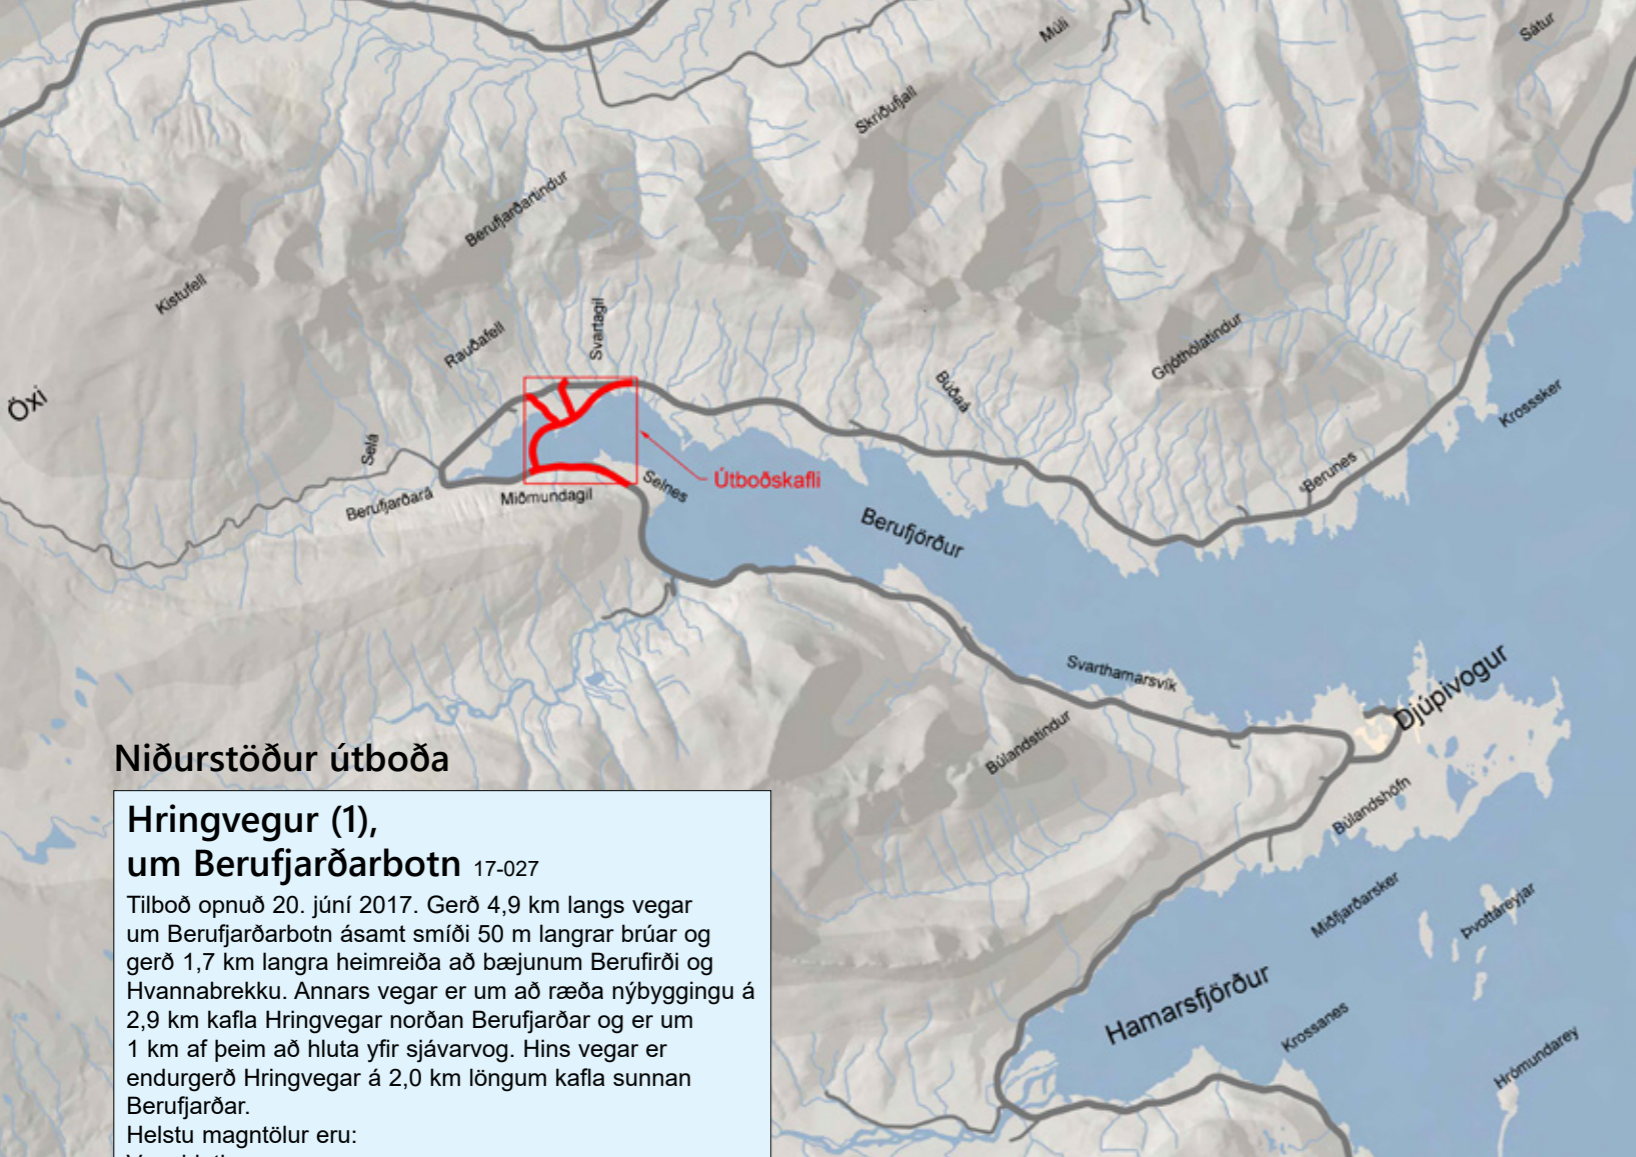 Múli
Sátur
Skriðufjall
Berufjarðartindur
Kistufell
Svartagil
Rauðafell
Grjóthólatindur
Öxi
Búðaá
Krosssker
Selá
Berunes
Útboðskafli
Selnes
Miðmundagil
Berufjarðará
Berufjörður
Svarthamarsvík
Djúpivogur
Búlandstindur
Búlandshöfn
Miðfjarðarsker
Þvottáreyjar
Hamarsfjörður
Krossanes
Hrómundarey
Niðurstöður útboða
Hringvegur (1),
um Berufjarðarbotn 17-027
Tilboð opnuð 20. júní 2017. Gerð 4,9 km langs vegar
um Berufjarðarbotn ásamt smíði 50 m langrar brúar og
gerð 1,7 km langra heimreiða að bæjunum Berufirði og
Hvannabrekku. Annars vegar er um að ræða nýbyggingu á
2,9 km kafla Hringvegar norðan Berufjarðar og er um
1 km af þeim að hluta yfir sjávarvog. Hins vegar er
endurgerð Hringvegar á 2,0 km löngum kafla sunnan
Berufjarðar.
Helstu magntölur eru: